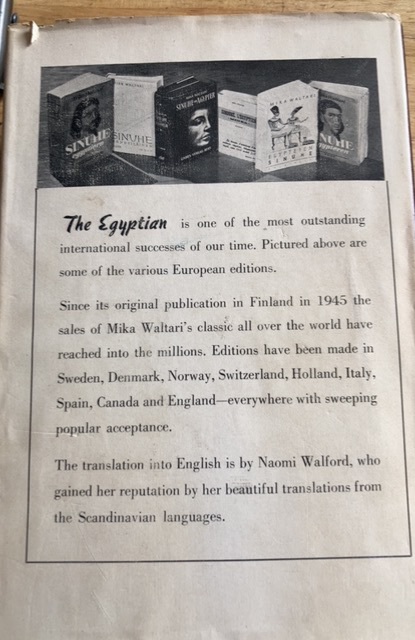 SINUHE
MIKA WALTARI
SINUHE
SINUHE
MIKA WALTARI
SINUHE
The Egyptian is one of the most outstanding
international successes of our time. Pictured above are
some of the various European editions.
Since its original publication in Finland in 1945 the
sales of Mika Waltari's classic all over the world have
reached into the millions. Editions have been made in
Sweden, Denmark, Norway, Switzerland, Holland, Italy,
Spain, Canada and England—everywhere with sweeping
popular acceptance.
The translation into English is by Naomi Walford, who
gained her reputation by her beautiful translations from
the Scandinavian languages.